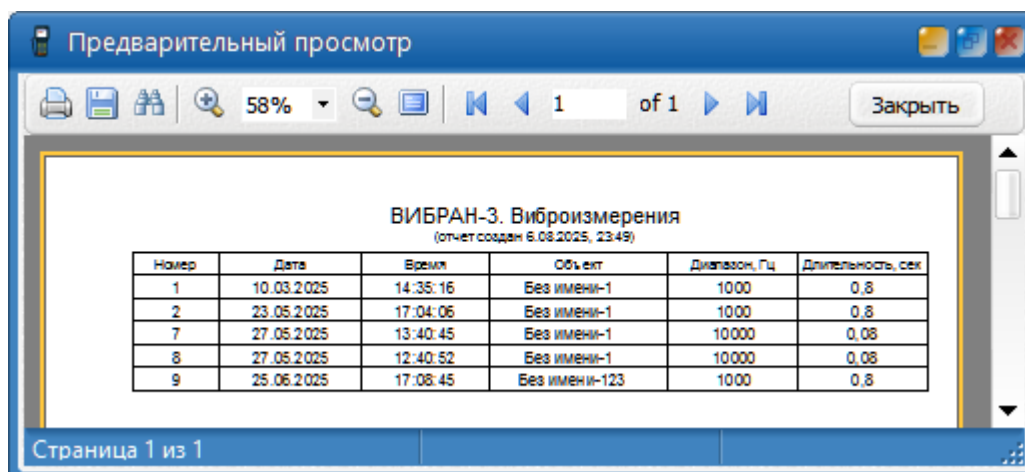 Предварительный просмотр
58% 1 of 1 Закрыть
ВИБРАН-3. Виброизмерения
(отчет создан 6.08.2025, 23:49)
Номер Дата Время Объект Диапазон, Гц Длительность, сек
1 10.03.2025 14:35:16 Без имени-1 1000 0,8
2 23.05.2025 17:04:06 Без имени-1 1000 0,8
7 27.05.2025 13:40:45 Без имени-1 10000 0,08
8 27.05.2025 12:40:52 Без имени-1 10000 0,08
9 25.06.2025 17:08:45 Без имени-123 1000 0,8
Страница 1 из 1